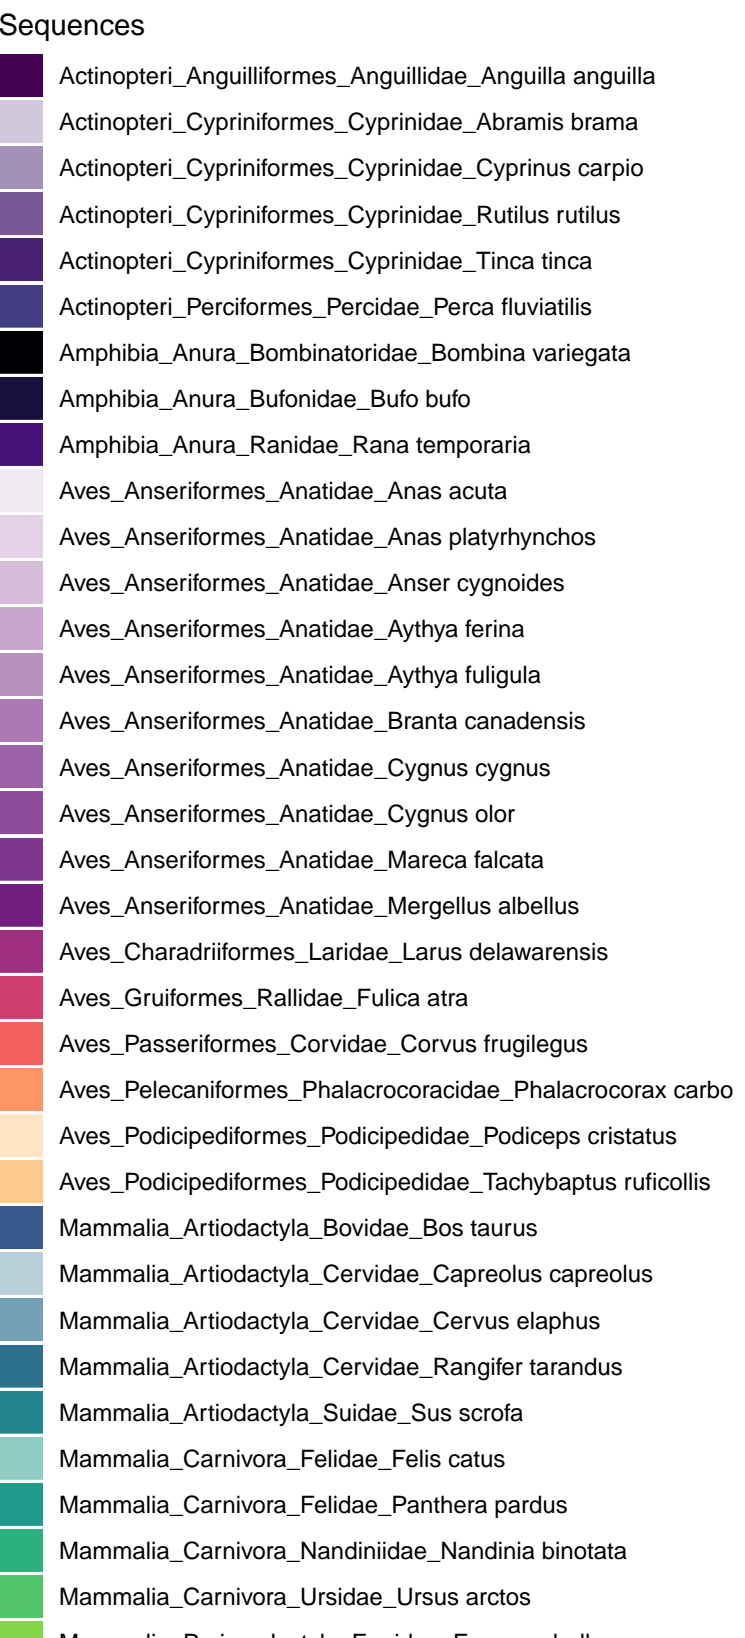 Sequences
Actinopteri_Anguilliformes_Anguillidae_Anguilla anguilla
Actinopteri_Cypriniformes_Cyprinidae_Abramis brama
Actinopteri_Cypriniformes_Cyprinidae_Cyprinus carpio
Actinopteri_Cypriniformes_Cyprinidae_Rutilus rutilus
Actinopteri_Cypriniformes_Cyprinidae_Tinca tinca
Actinopteri_Perciformes_Percidae_Perca fluviatilis
Amphibia_Anura_Bombinatoridae_Bombina variegata
Amphibia_Anura_Bufonidae_Bufo bufo
Amphibia_Anura_Ranidae_Rana temporaria
Aves_Anseriformes_Anatidae_Anas acuta
Aves_Anseriformes_Anatidae_Anas platyrhynchos
Aves_Anseriformes_Anatidae_Anser cygnoides
Aves_Anseriformes_Anatidae_Aythya ferina
Aves_Anseriformes_Anatidae_Aythya fuligula
Aves_Anseriformes_Anatidae_Branta canadensis
Aves_Anseriformes_Anatidae_Cygnus cygnus
Aves_Anseriformes_Anatidae_Cygnus olor
Aves_Anseriformes_Anatidae_Mareca falcata
Aves_Anseriformes_Anatidae_Mergellus albellus
Aves_Charadriiformes_Laridae_Larus delawarensis
Aves_Gruiformes_Rallidae_Fulica atra
Aves_Passeriformes_Corvidae_Corvus frugilegus
Aves_Pelecaniformes_Phalacrocoracidae_Phalacrocorax carbo
Aves_Podicipediformes_Podicipedidae_Podiceps cristatus
Aves_Podicipediformes_Podicipedidae_Tachybaptus ruficollis
Mammalia_Artiodactyla_Bovidae_Bos taurus
Mammalia_Artiodactyla_Cervidae_Capreolus capreolus
Mammalia_Artiodactyla_Cervidae_Cervus elaphus
Mammalia_Artiodactyla_Cervidae_Rangifer tarandus
Mammalia_Artiodactyla_Suidae_Sus scrofa
Mammalia_Carnivora_Felidae_Felis catus
Mammalia_Carnivora_Felidae_Panthera pardus
Mammalia_Carnivora_Nandiniidae_Nandinia binotata
Mammalia_Carnivora_Ursidae_Ursus arctos